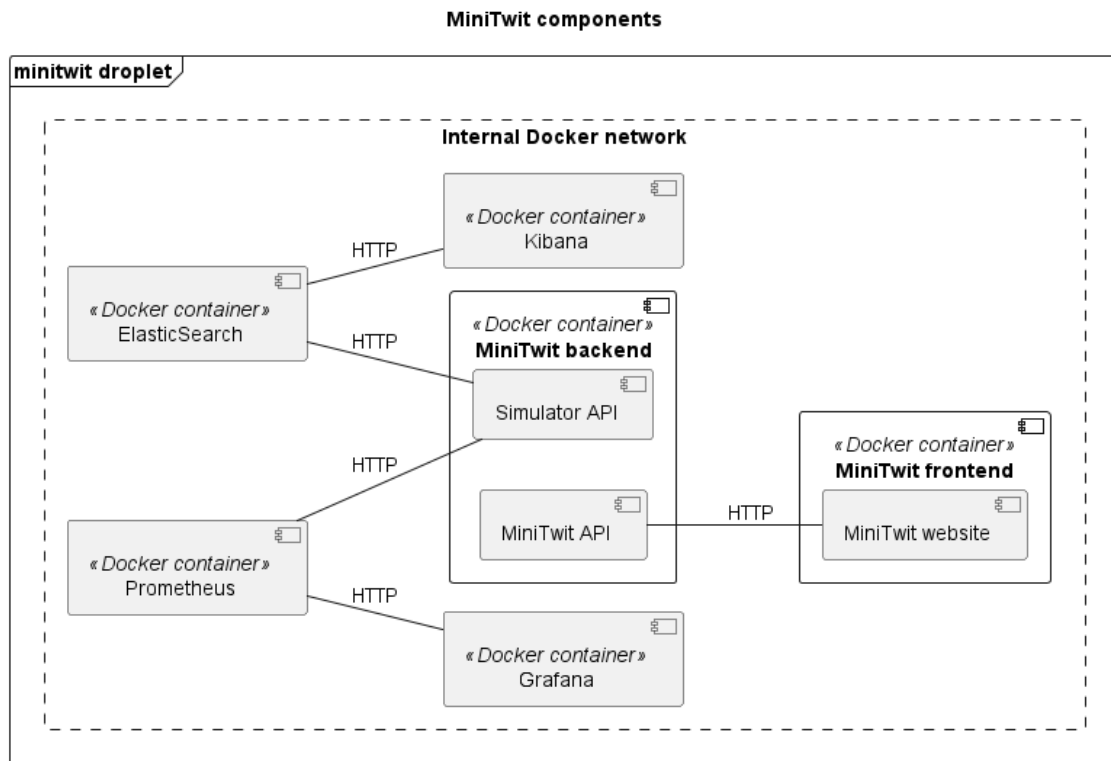 MiniTwit components
minitwit droplet
Internal Docker network
«Docker container»
Kibana
HTTP
«Docker container»
ElasticSearch
HTTP
«Docker container»
MiniTwit backend
Simulator API
HTTP
MiniTwit API
HTTP
«Docker container»
MiniTwit frontend
MiniTwit website
«Docker container»
Prometheus
HTTP
«Docker container»
Grafana